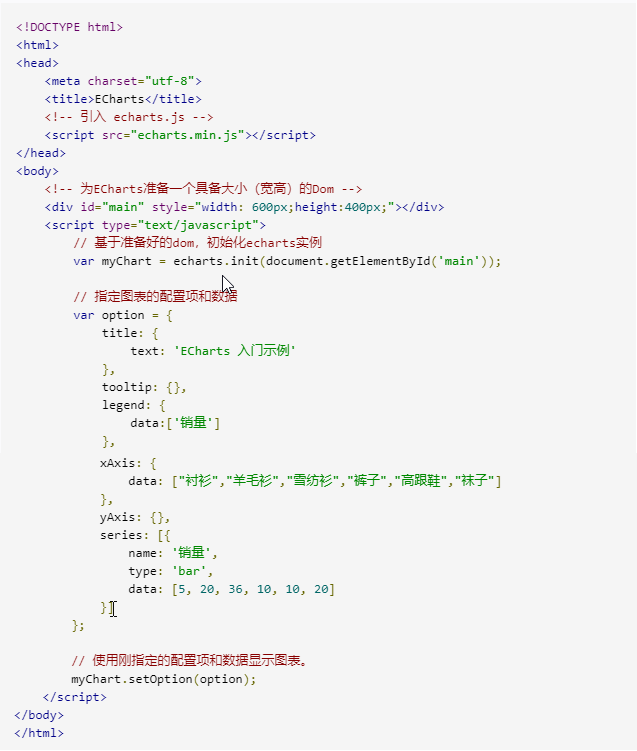 <!DOCTYPE html>
<html>
<head>
    <meta charset="utf-8">
    <title>ECharts</title>
    <!-- 引入 echarts.js -->
    <script src="echarts.min.js"></script>
</head>
<body>
    <!-- 为ECharts准备一个具备大小（宽高）的Dom -->
    <div id="main" style="width: 600px;height:400px;"></div>
    <script type="text/javascript">
        // 基于准备好的dom，初始化echarts实例
        var myChart = echarts.init(document.getElementById('main'));

        // 指定图表的配置项和数据
        var option = {
            title: {
                text: 'ECharts 入门示例'
            },
            tooltip: {},
            legend: {
                data:['销量']
            },
            xAxis: {
                data: ["衬衫","羊毛衫","雪纺衫","裤子","高跟鞋","袜子"]
            },
            yAxis: {},
            series: [{
                name: '销量',
                type: 'bar',
                data: [5, 20, 36, 10, 10, 20]
            }]
        };

        // 使用刚指定的配置项和数据显示图表。
        myChart.setOption(option);
    </script>
</body>
</html>